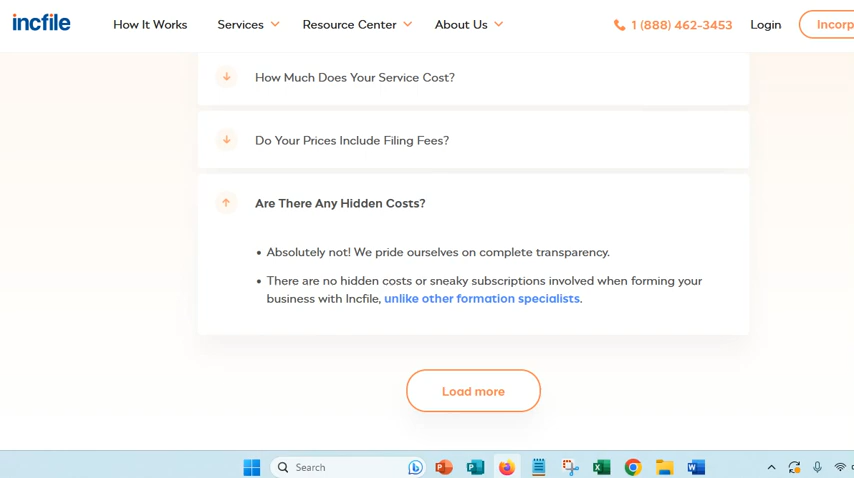 incfile
How It Works
Services
Resource Center
About Us
1 (888) 462-3453
Login
Incorp
How Much Does Your Service Cost?
Do Your Prices Include Filing Fees?
Are There Any Hidden Costs?
• Absolutely not! We pride ourselves on complete transparency.
• There are no hidden costs or sneaky subscriptions involved when forming your
business with Incfile, unlike other formation specialists.
Load more
Search